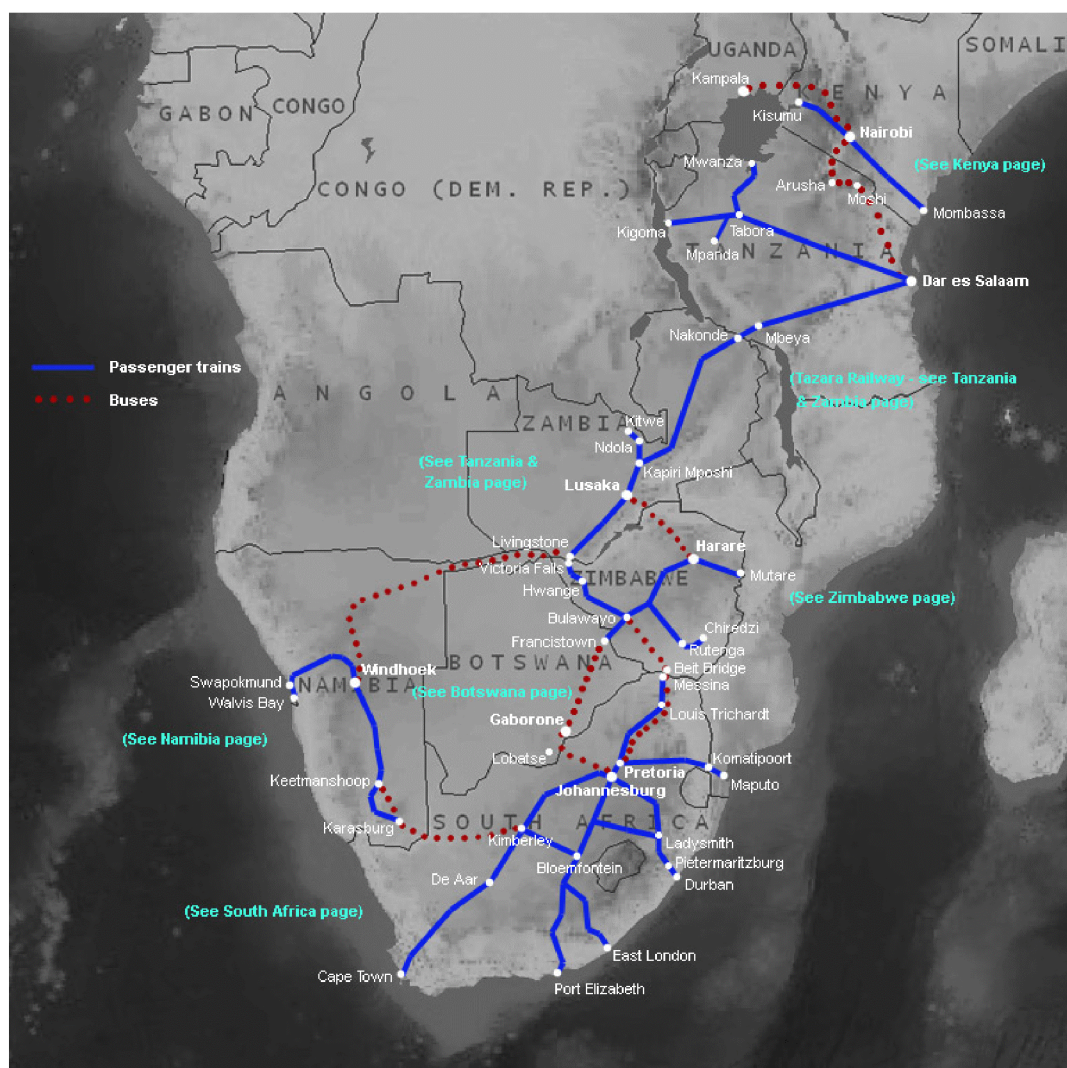 UGANDA
SOMALI
Kampala
KENYA
GABON
CONGO
Kisumu
Nairobi
(See Kenya page)
Mwanza
CONGO (DEM. REP.)
Arusha
Moshi
Mombassa
Kigoma
Tabora
Mpanda
TANZANIA
Dar es Salaam
Nakonde
Mbeya
Passenger trains
(Tazara Railway - see Tanzania
& Zambia page)
ANGOLA
Buses
ZAMBIA
Kitwe
Ndola
(See Tanzania &
Zambia page)
Kapiri Mposhi
Lusaka
Livingstone
Harare
Victoria Falls
ZIMBABWE
Mutare
Hwange
(See Zimbabwe page)
Bulawayo
Chiredzi
Francistown
Rutenga
BOTSWANA
Beit Bridge
Windhoek
Swapokmund
NAMIBIA
(See Botswana page)
Messina
Walvis Bay
Louis Trichardt
Gaborone
(See Namibia page)
Lobatse
Komatipoort
Pretoria
Keetmanshoop
Maputo
Johannesburg
Karasburg
SOUTH AFRICA
Kimberley
Ladysmith
Bloemfontein
Pietermaritzburg
De Aar
Durban
(See South Africa page)
East London
Cape Town
Port Elizabeth